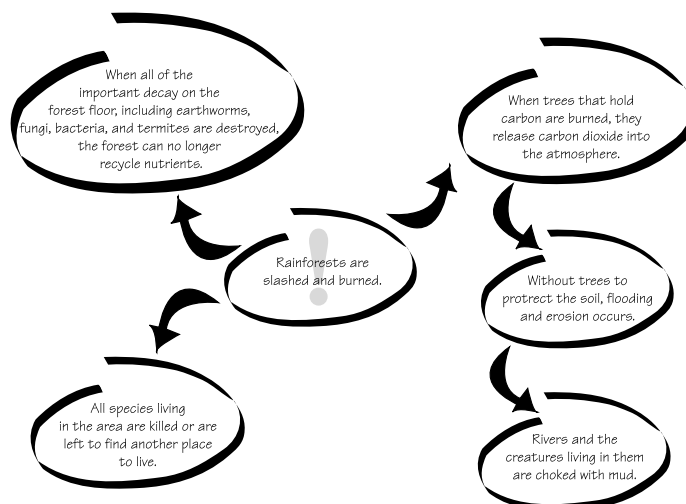 When all of the
important decay on the
forest floor, including earthworms,
fungi, bacteria, and termites are destroyed,
the forest can no longer
recycle nutrients.
When trees that hold
carbon are burned, they
release carbon dioxide into
the atmosphere.
Rainforests are
slashed and burned.
!
Without trees to
protrect the soil, flooding
and erosion occurs.
All species living
in the area are killed or are
left to find another place
to live.
Rivers and the
creatures living in them
are choked with mud.